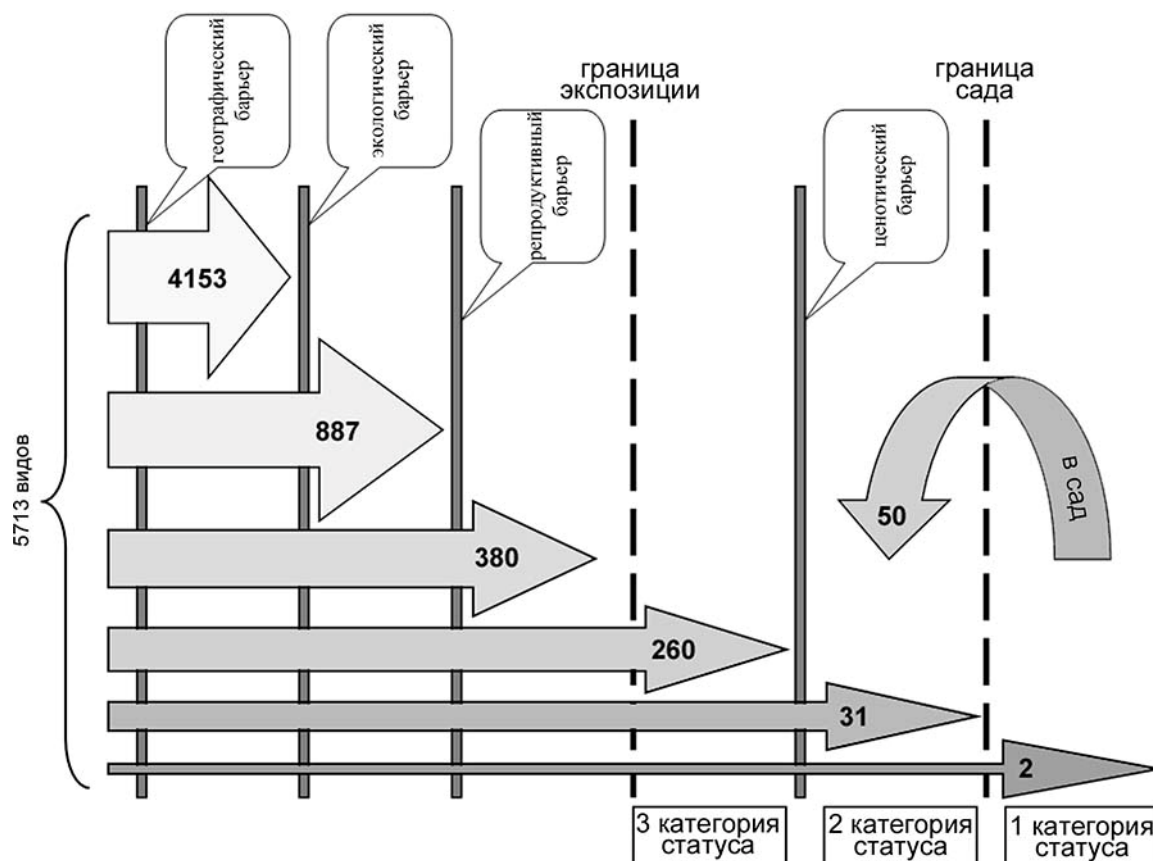 географический
барьер
экологический
барьер
репродуктивный
барьер
граница
экспозиции
ценотический
барьер
граница
сада
5713 видов
4153
887
380
260
31
2
50
в сад
3 категория
статуса
2 категория
статуса
1 категория
статуса